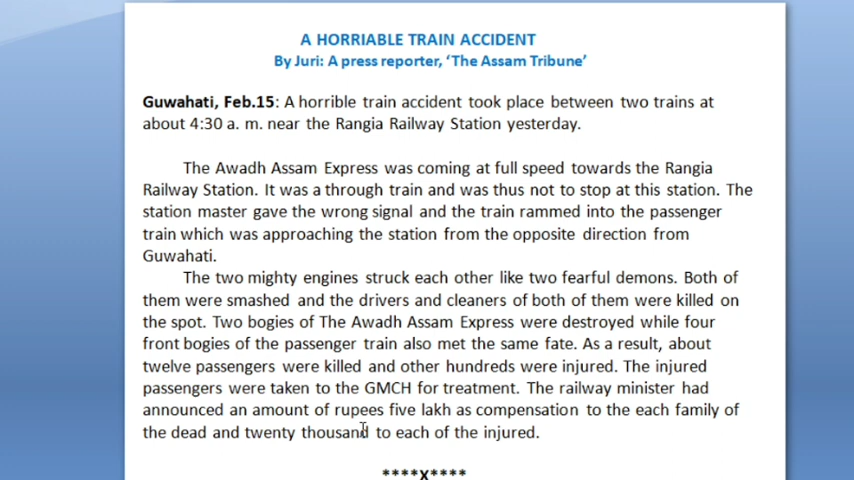 A HORRIABLE TRAIN ACCIDENT
By Juri: A press reporter, ‘The Assam Tribune’
Guwahati, Feb.15: A horrible train accident took place between two trains at
about 4:30 a. m. near the Rangia Railway Station yesterday.
The Awadh Assam Express was coming at full speed towards the Rangia
Railway Station. It was a through train and was thus not to stop at this station. The
station master gave the wrong signal and the train rammed into the passenger
train which was approaching the station from the opposite direction from
Guwahati.
The two mighty engines struck each other like two fearful demons. Both of
them were smashed and the drivers and cleaners of both of them were killed on
the spot. Two bogies of The Awadh Assam Express were destroyed while four
front bogies of the passenger train also met the same fate. As a result, about
twelve passengers were killed and other hundreds were injured. The injured
passengers were taken to the GMCH for treatment. The railway minister had
announced an amount of rupees five lakh as compensation to the each family of
the dead and twenty thousand to each of the injured.
****X****